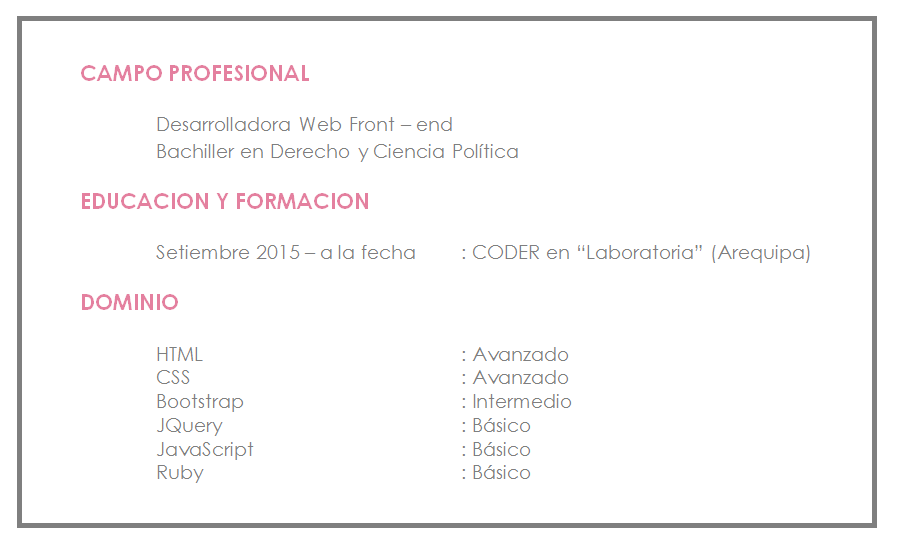 CAMPO PROFESIONAL
Desarrolladora Web Front – end
Bachiller en Derecho y Ciencia Política
EDUCACION Y FORMACION
Setiembre 2015 – a la fecha : CODER en “Laboratoria” (Arequipa)
DOMINIO
HTML : Avanzado
CSS : Avanzado
Bootstrap : Intermedio
JQuery : Básico
JavaScript : Básico
Ruby : Básico